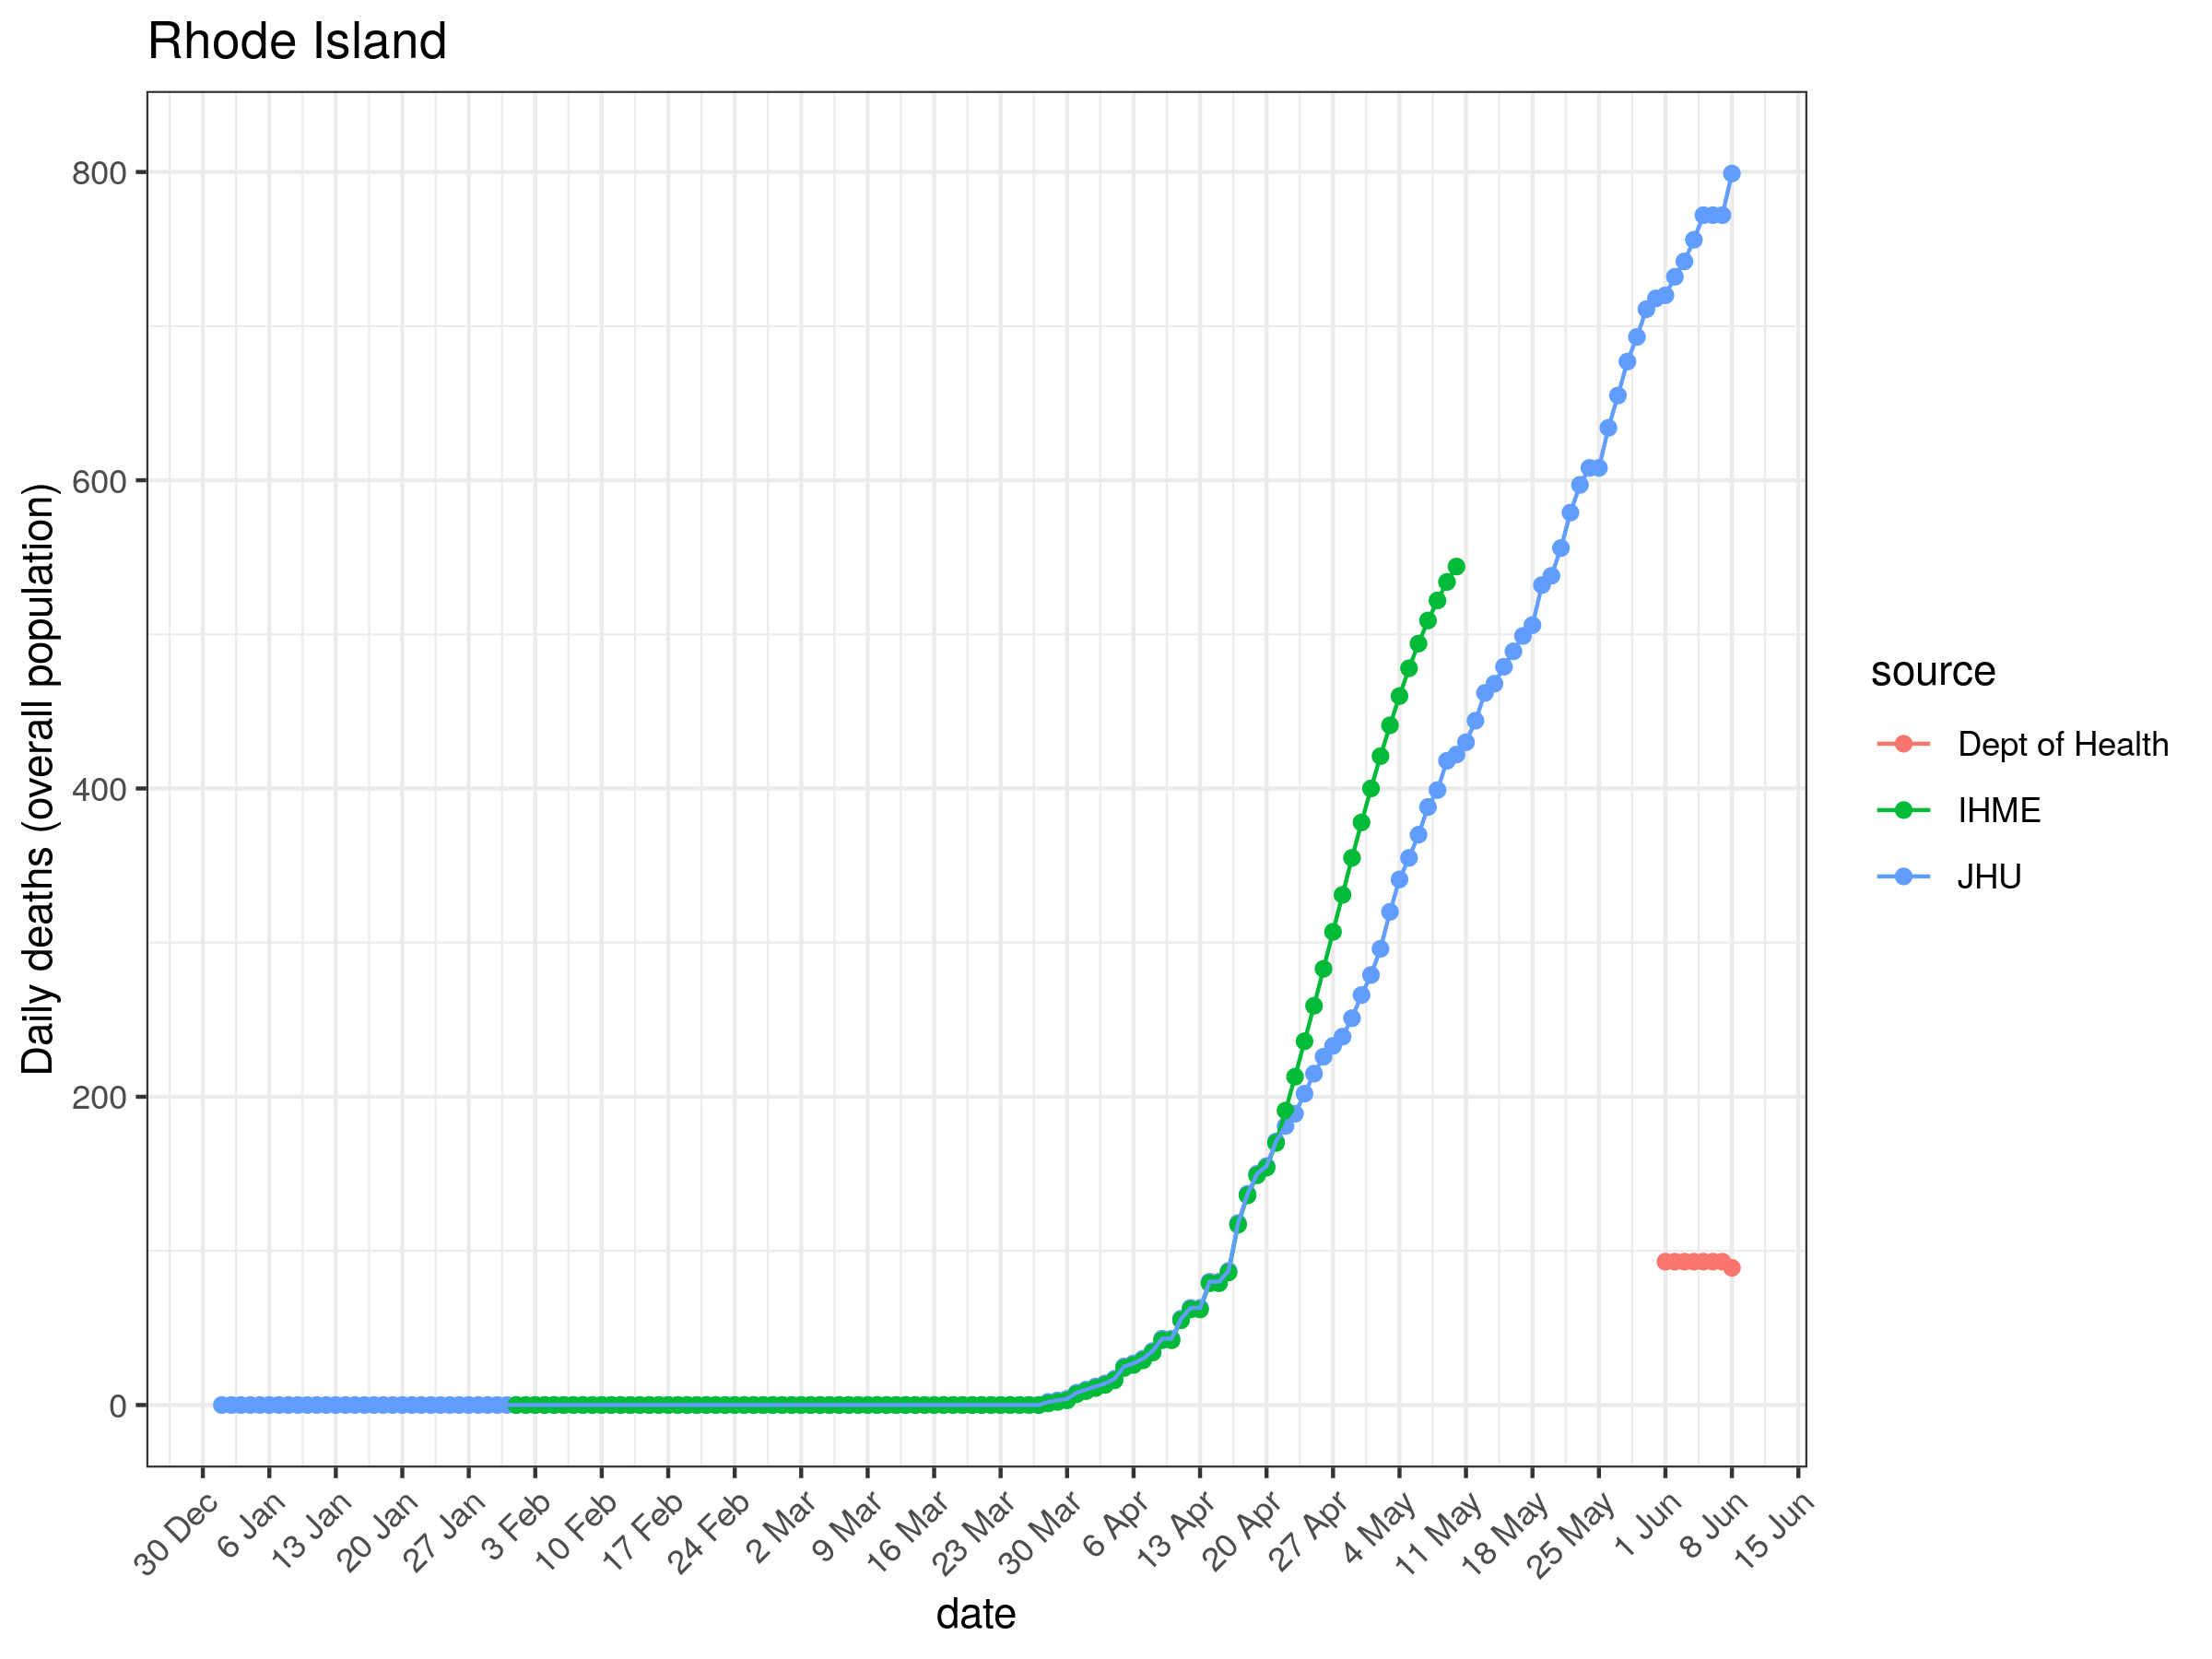 Rhode Island
Daily deaths (overall population)
800
600
400
200
0
30 Dec
6 Jan
13 Jan
20 Jan
27 Jan
3 Feb
10 Feb
17 Feb
24 Feb
2 Mar
9 Mar
16 Mar
23 Mar
30 Mar
6 Apr
13 Apr
20 Apr
27 Apr
4 May
11 May
18 May
25 May
1 Jun
8 Jun
15 Jun
date
source
Dept of Health
IHME
JHU